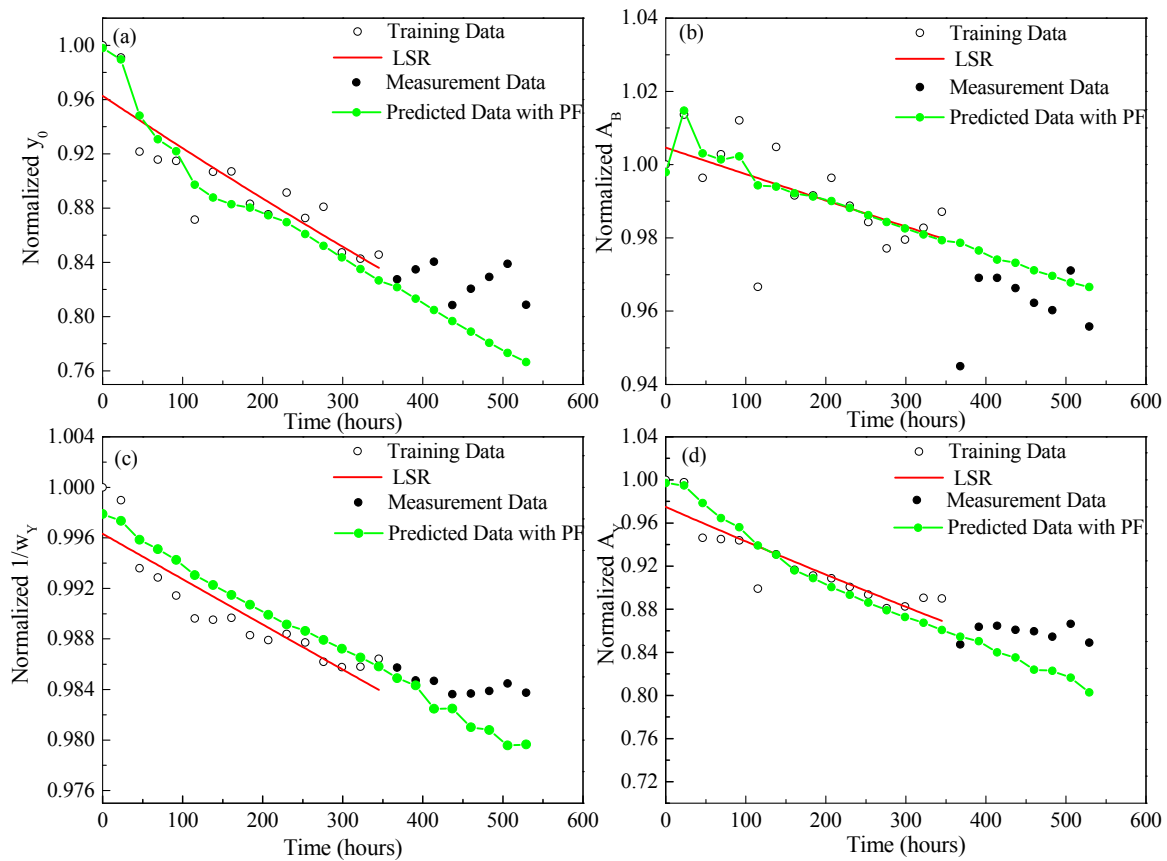 (a)
Training Data
LSR
Measurement Data
Predicted Data with PF
1.00
0.96
0.92
0.88
0.84
0.80
0.76
Normalized y_0
0 100 200 300 400 500 600
Time (hours)
(b)
Training Data
LSR
Measurement Data
Predicted Data with PF
1.04
1.02
1.00
0.98
0.96
0.94
Normalized A_B
0 100 200 300 400 500 600
Time (hours)
(c)
Training Data
LSR
Measurement Data
Predicted Data with PF
1.004
1.000
0.996
0.992
0.988
0.984
0.980
0.976
Normalized 1/w_Y
0 100 200 300 400 500 600
Time (hours)
(d)
Training Data
LSR
Measurement Data
Predicted Data with PF
1.04
1.00
0.96
0.92
0.88
0.84
0.80
0.76
0.72
Normalized A_Y
0 100 200 300 400 500 600
Time (hours)